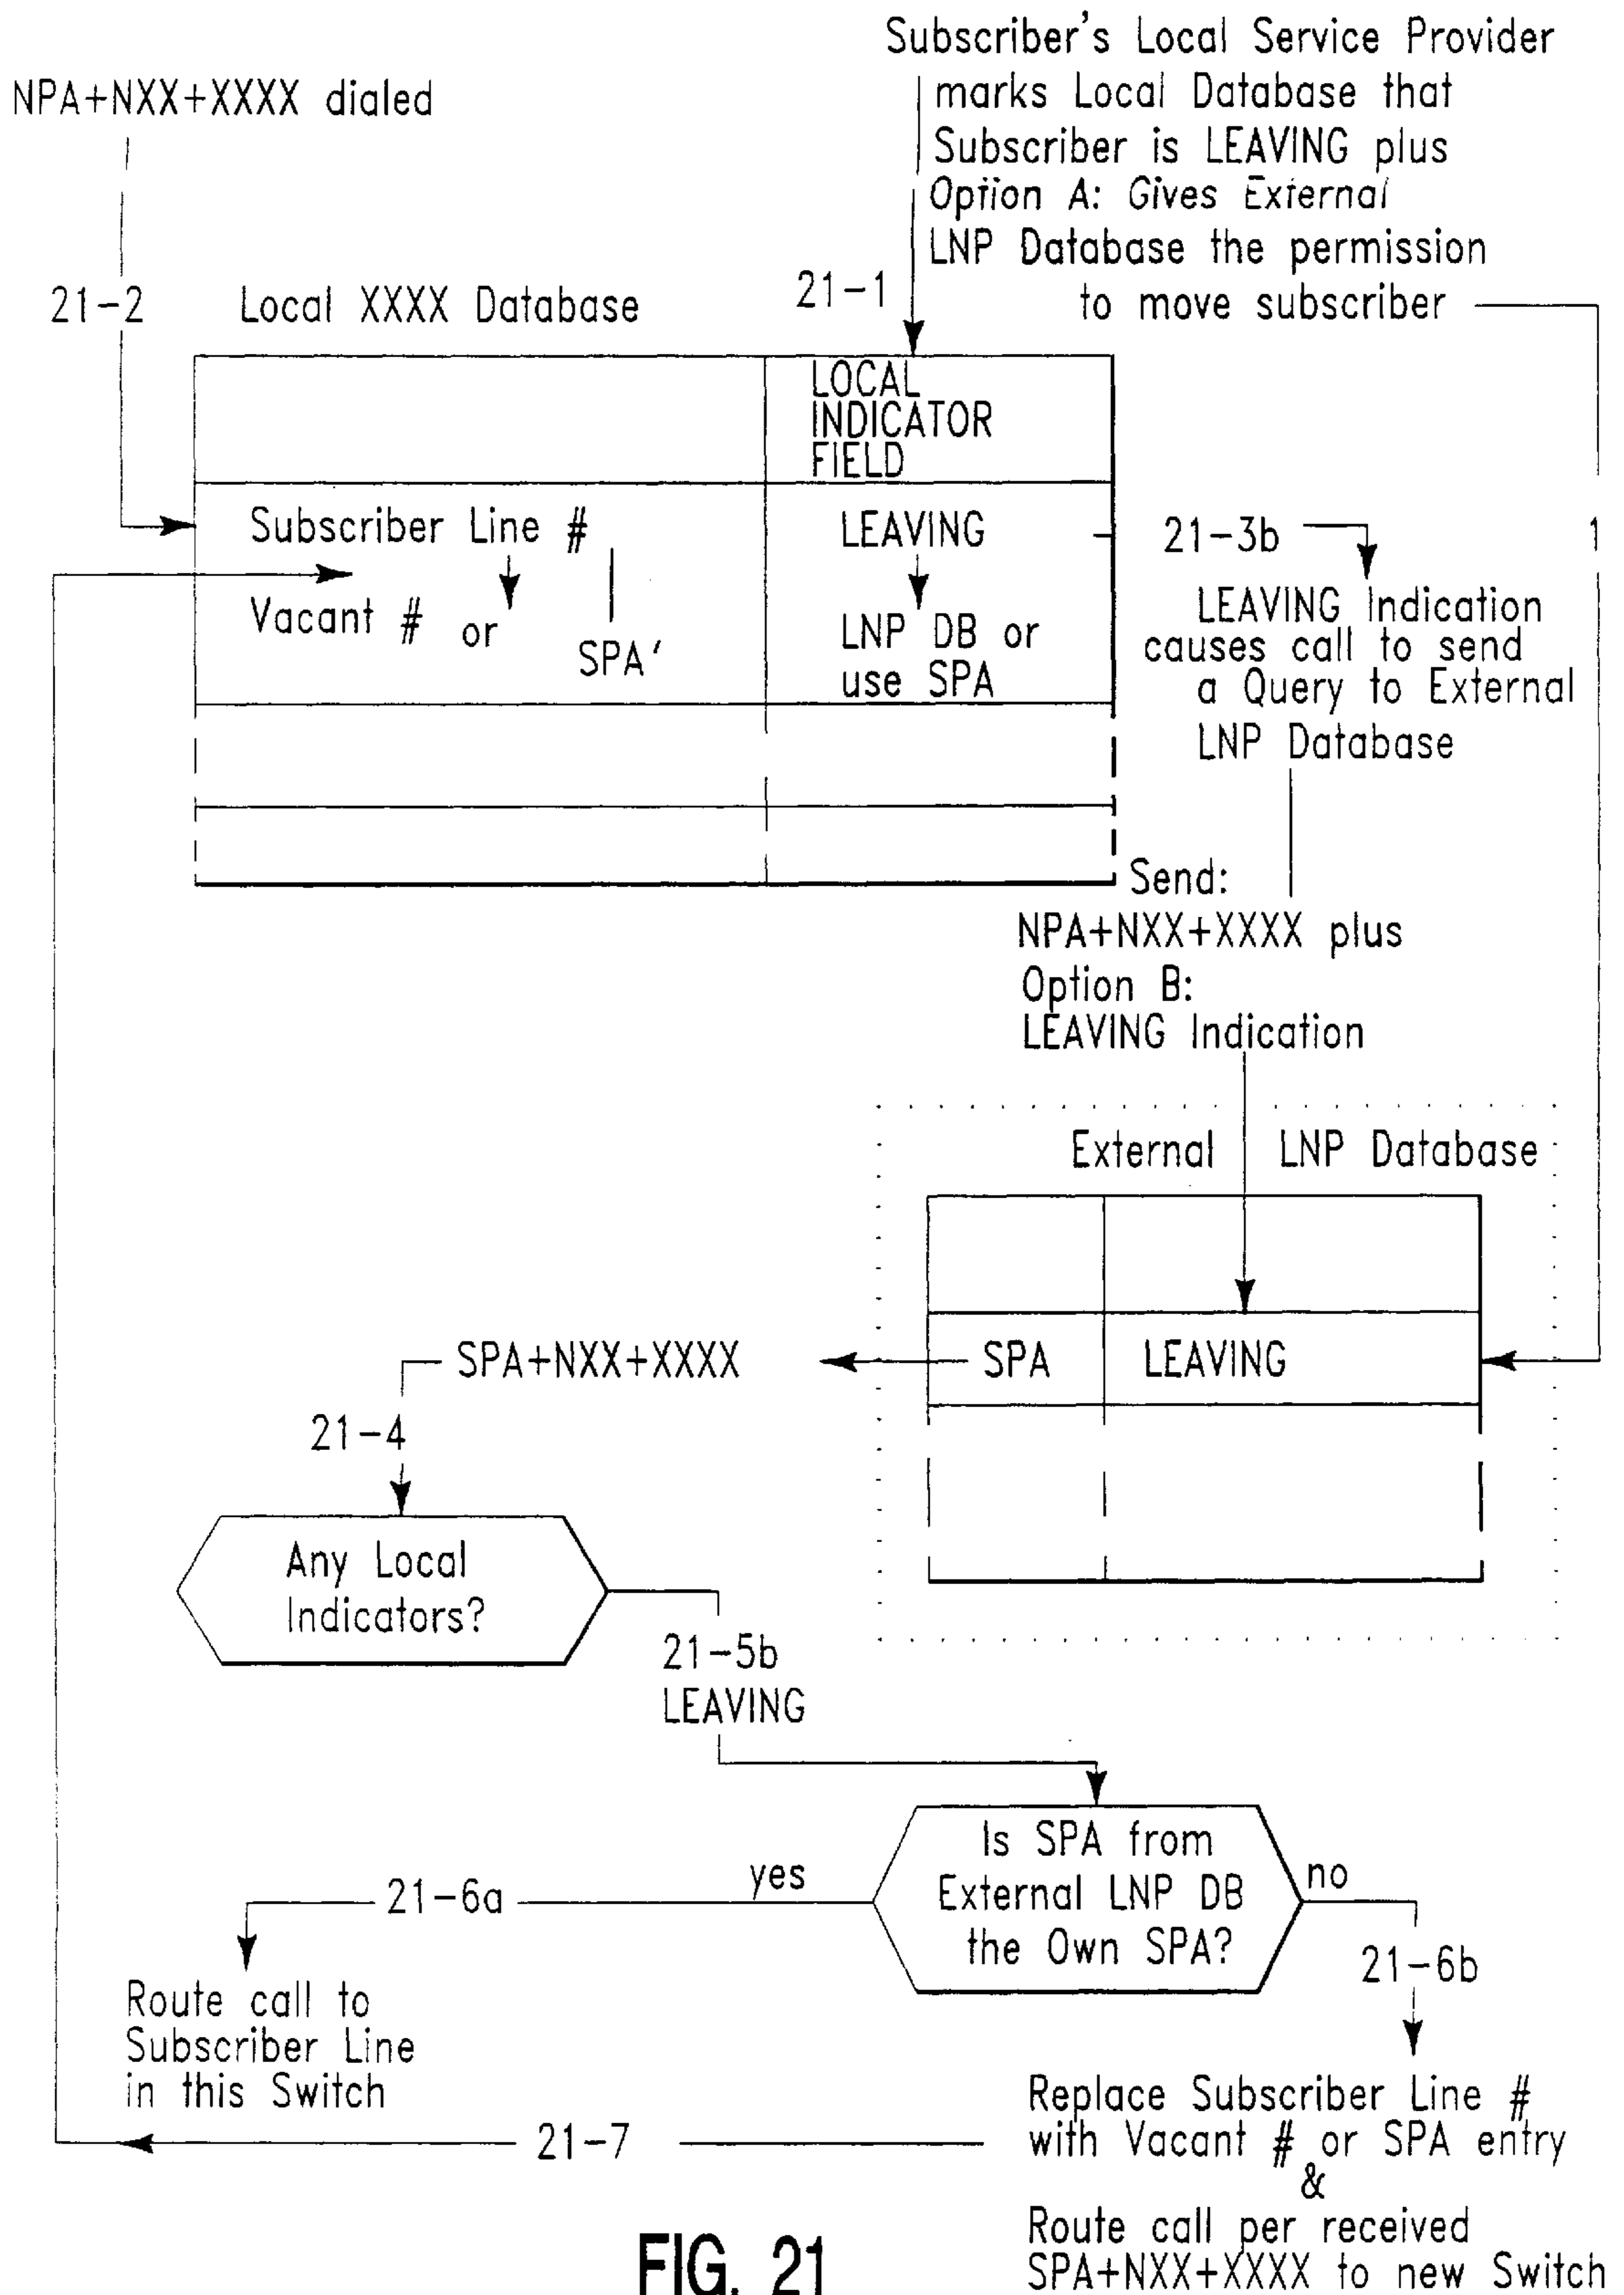 Subscriber's Local Service Provider
marks Local Database that
Subscriber is LEAVING plus
Option A: Gives External
LNP Database the permission
to move subscriber
NPA+NXX+XXXX dialed
21-2
Local XXXX Database
21-1
LOCAL
INDICATOR
FIELD
Subscriber Line #
LEAVING
Vacant # or
SPA'
LNP DB or
use SPA
21-3b
1
LEAVING Indication
causes call to send
a Query to External
LNP Database
Send:
NPA+NXX+XXXX plus
Option B:
LEAVING Indication
External LNP Database
SPA
LEAVING
SPA+NXX+XXXX
21-4
Any Local
Indicators?
21-5b
LEAVING
Is SPA from
External LNP DB
the Own SPA?
yes
no
21-6a
21-6b
Route call to
Subscriber Line
in this Switch
Replace Subscriber Line #
with Vacant # or SPA entry
&
Route call per received
SPA+NXX+XXXX to new Switch
21-7
FIG. 21